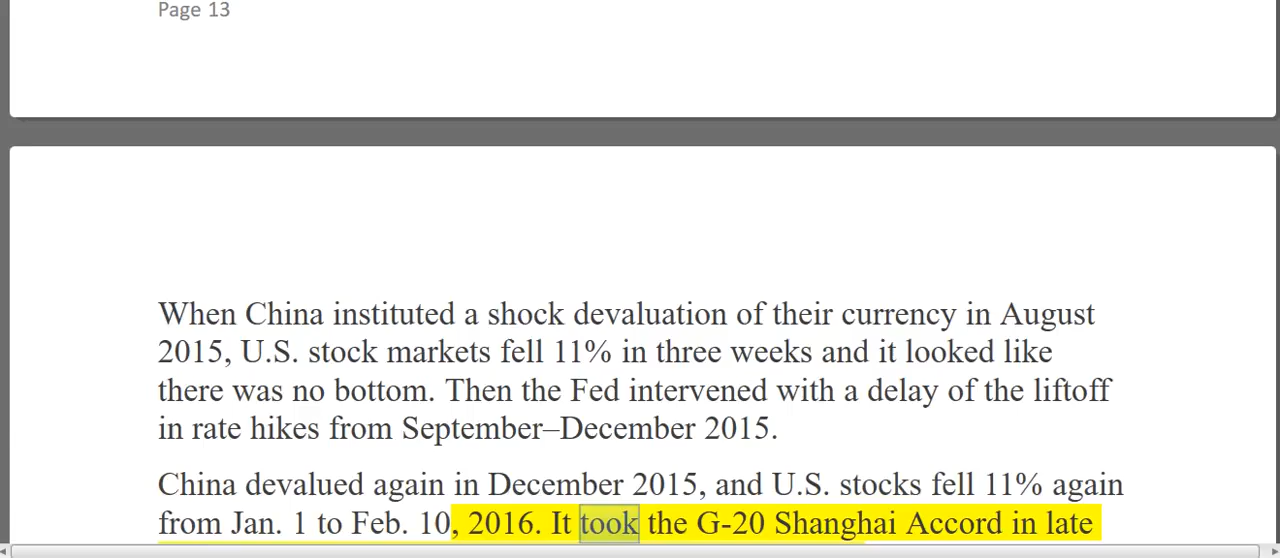 Page 13
When China instituted a shock devaluation of their currency in August
2015, U.S. stock markets fell 11% in three weeks and it looked like
there was no bottom. Then the Fed intervened with a delay of the liftoff
in rate hikes from September–December 2015.
China devalued again in December 2015, and U.S. stocks fell 11% again
from Jan. 1 to Feb. 10, 2016. It took the G-20 Shanghai Accord in late